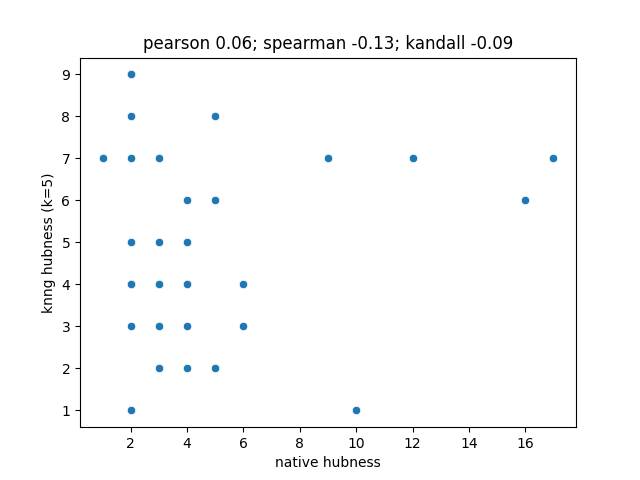 pearson 0.06; spearman -0.13; kandall -0.09
9
8
7
6
5
4
3
2
1
knng hubness (k=5)
2 4 6 8 10 12 14 16
native hubness